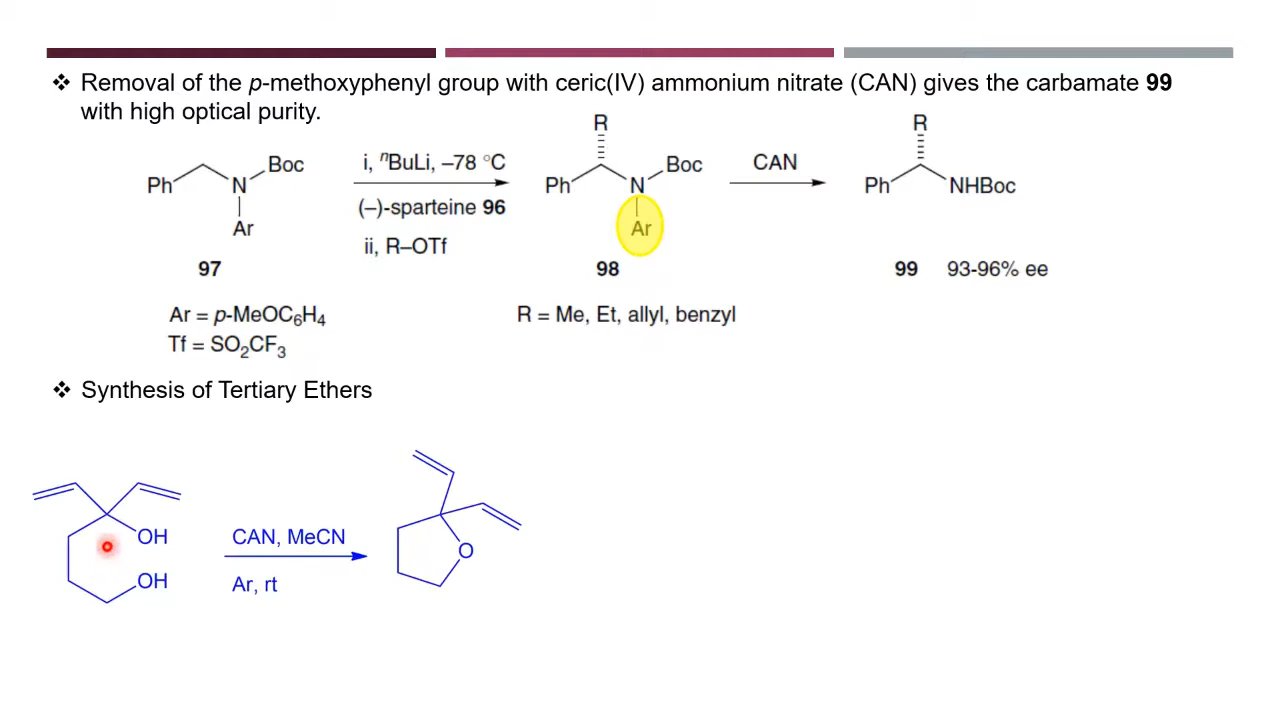 ❖ Removal of the p-methoxyphenyl group with ceric(IV) ammonium nitrate (CAN) gives the carbamate 99
with high optical purity.
Ph N Boc Ar
97
i, ⁿBuLi, –78 °C
(–)-sparteine 96
ii, R–OTf
R Ph N Boc Ar
98
CAN
R Ph NHBoc
99 93-96% ee
Ar = p-MeOC₆H₄
Tf = SO₂CF₃
R = Me, Et, allyl, benzyl
❖ Synthesis of Tertiary Ethers
OH
OH
CAN, MeCN
Ar, rt
O